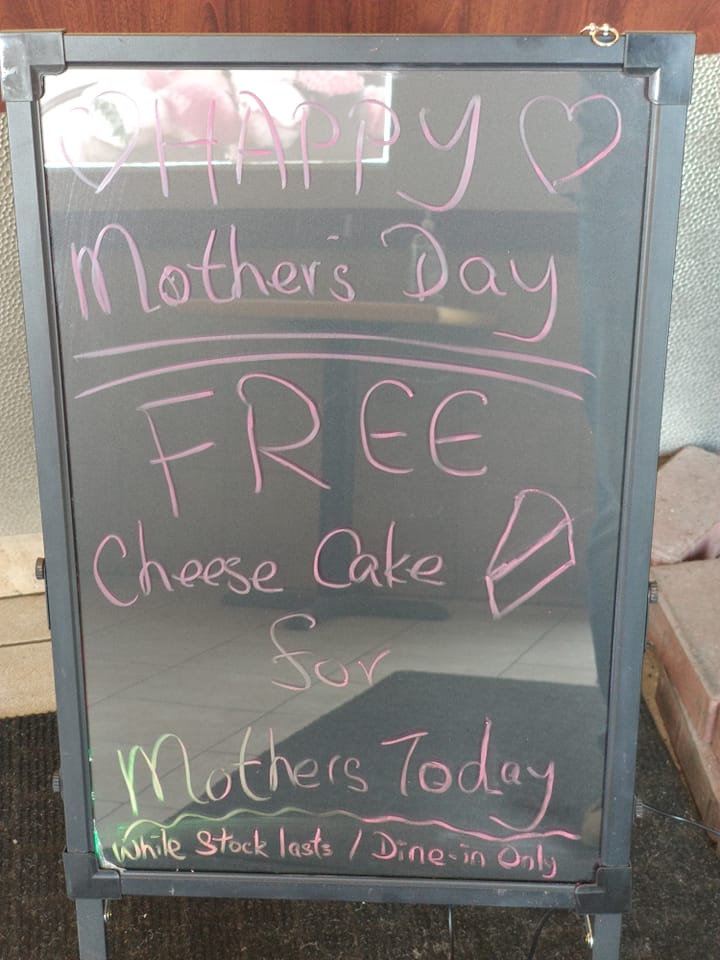 HAPPY
Mother's Day
FREE
Cheese Cake
for
Mothers Today
While Stock lasts / Dine-in Only